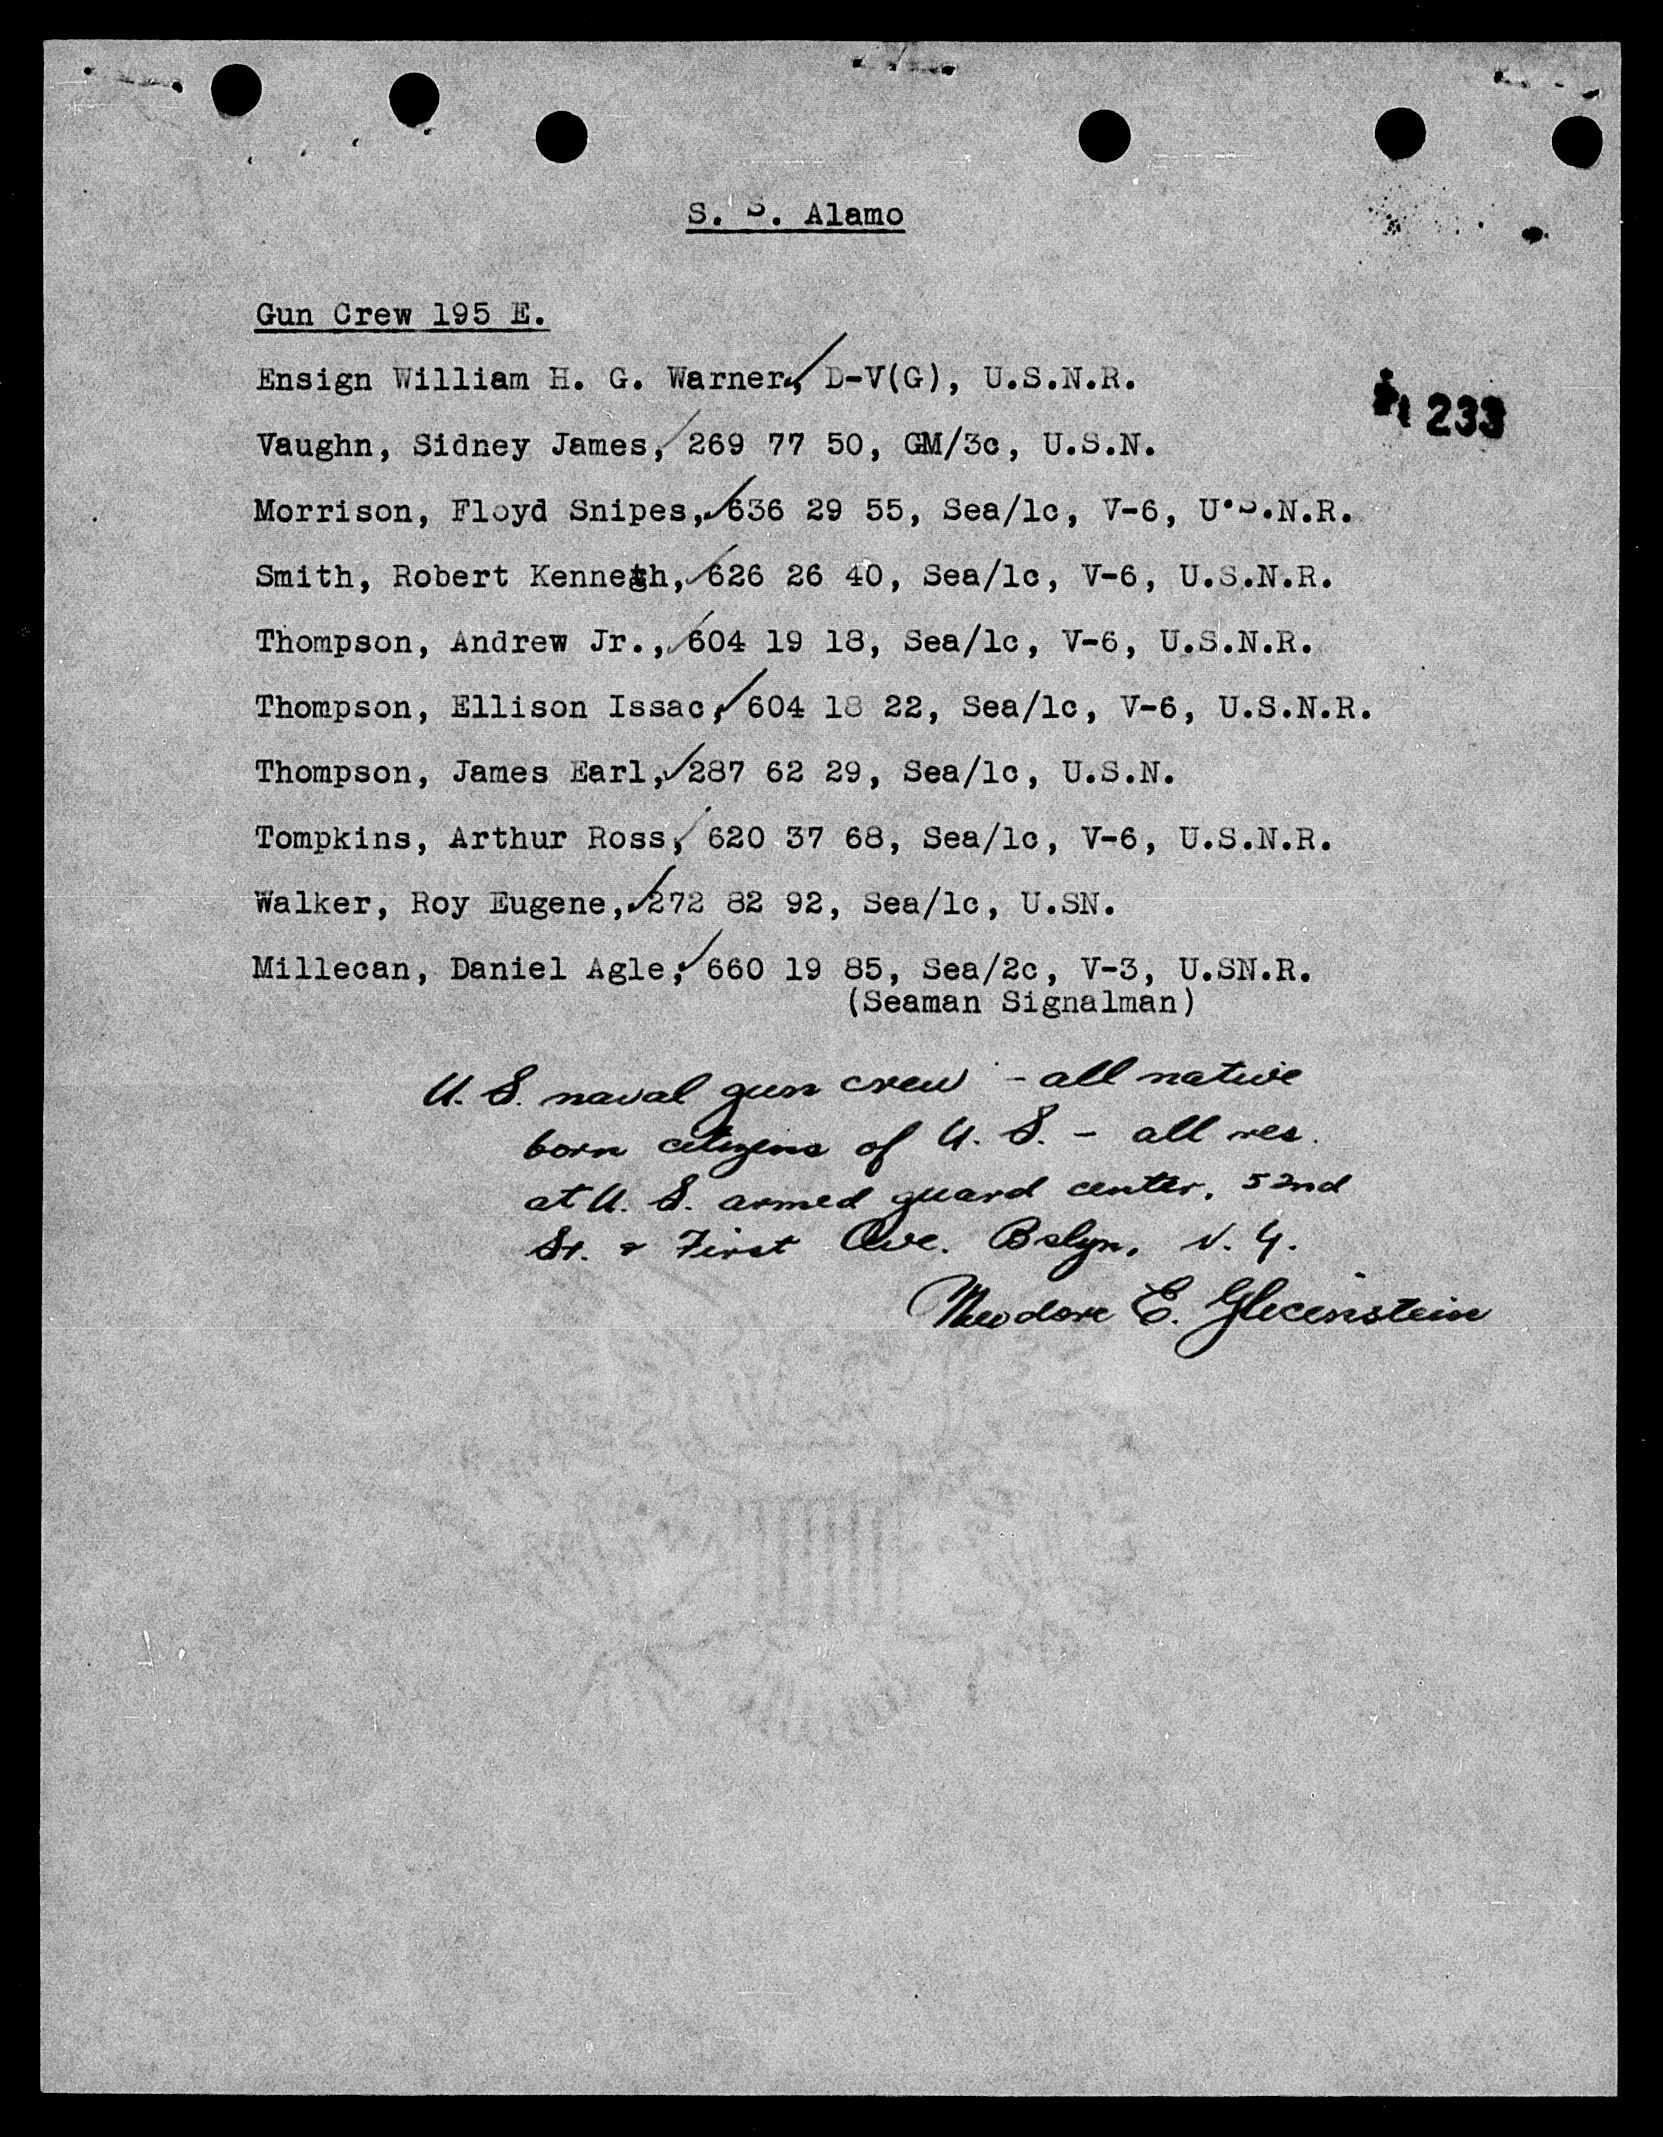 S. S. Alamo
Gun Crew 195 E.
Ensign William H. G. Warner, D-V(G), U.S.N.R.
233
Vaughn, Sidney James, 269 77 50, GM/3c, U.S.N.
Morrison, Floyd Snipes, 636 29 55, Sea/1c, V-6, U.S.N.R.
Smith, Robert Kenneth, 626 26 40, Sea/1c, V-6, U.S.N.R.
Thompson, Andrew Jr., 604 19 18, Sea/1c, V-6, U.S.N.R.
Thompson, Ellison Issac, 604 18 22, Sea/1c, V-6, U.S.N.R.
Thompson, James Earl, 287 62 29, Sea/1c, U.S.N.
Tompkins, Arthur Ross, 620 37 68, Sea/1c, V-6, U.S.N.R.
Walker, Roy Eugene, 272 82 92, Sea/1c, U.SN.
Millecan, Daniel Agle, 660 19 85, Sea/2c, V-3, U.SN.R.
(Seaman Signalman)
U. S. naval gun crew - all native
born citizens of U. S. - all res.
at U. S. armed guard center, 52nd
St. & First Ave. Bklyn, N. Y.
Theodore E.